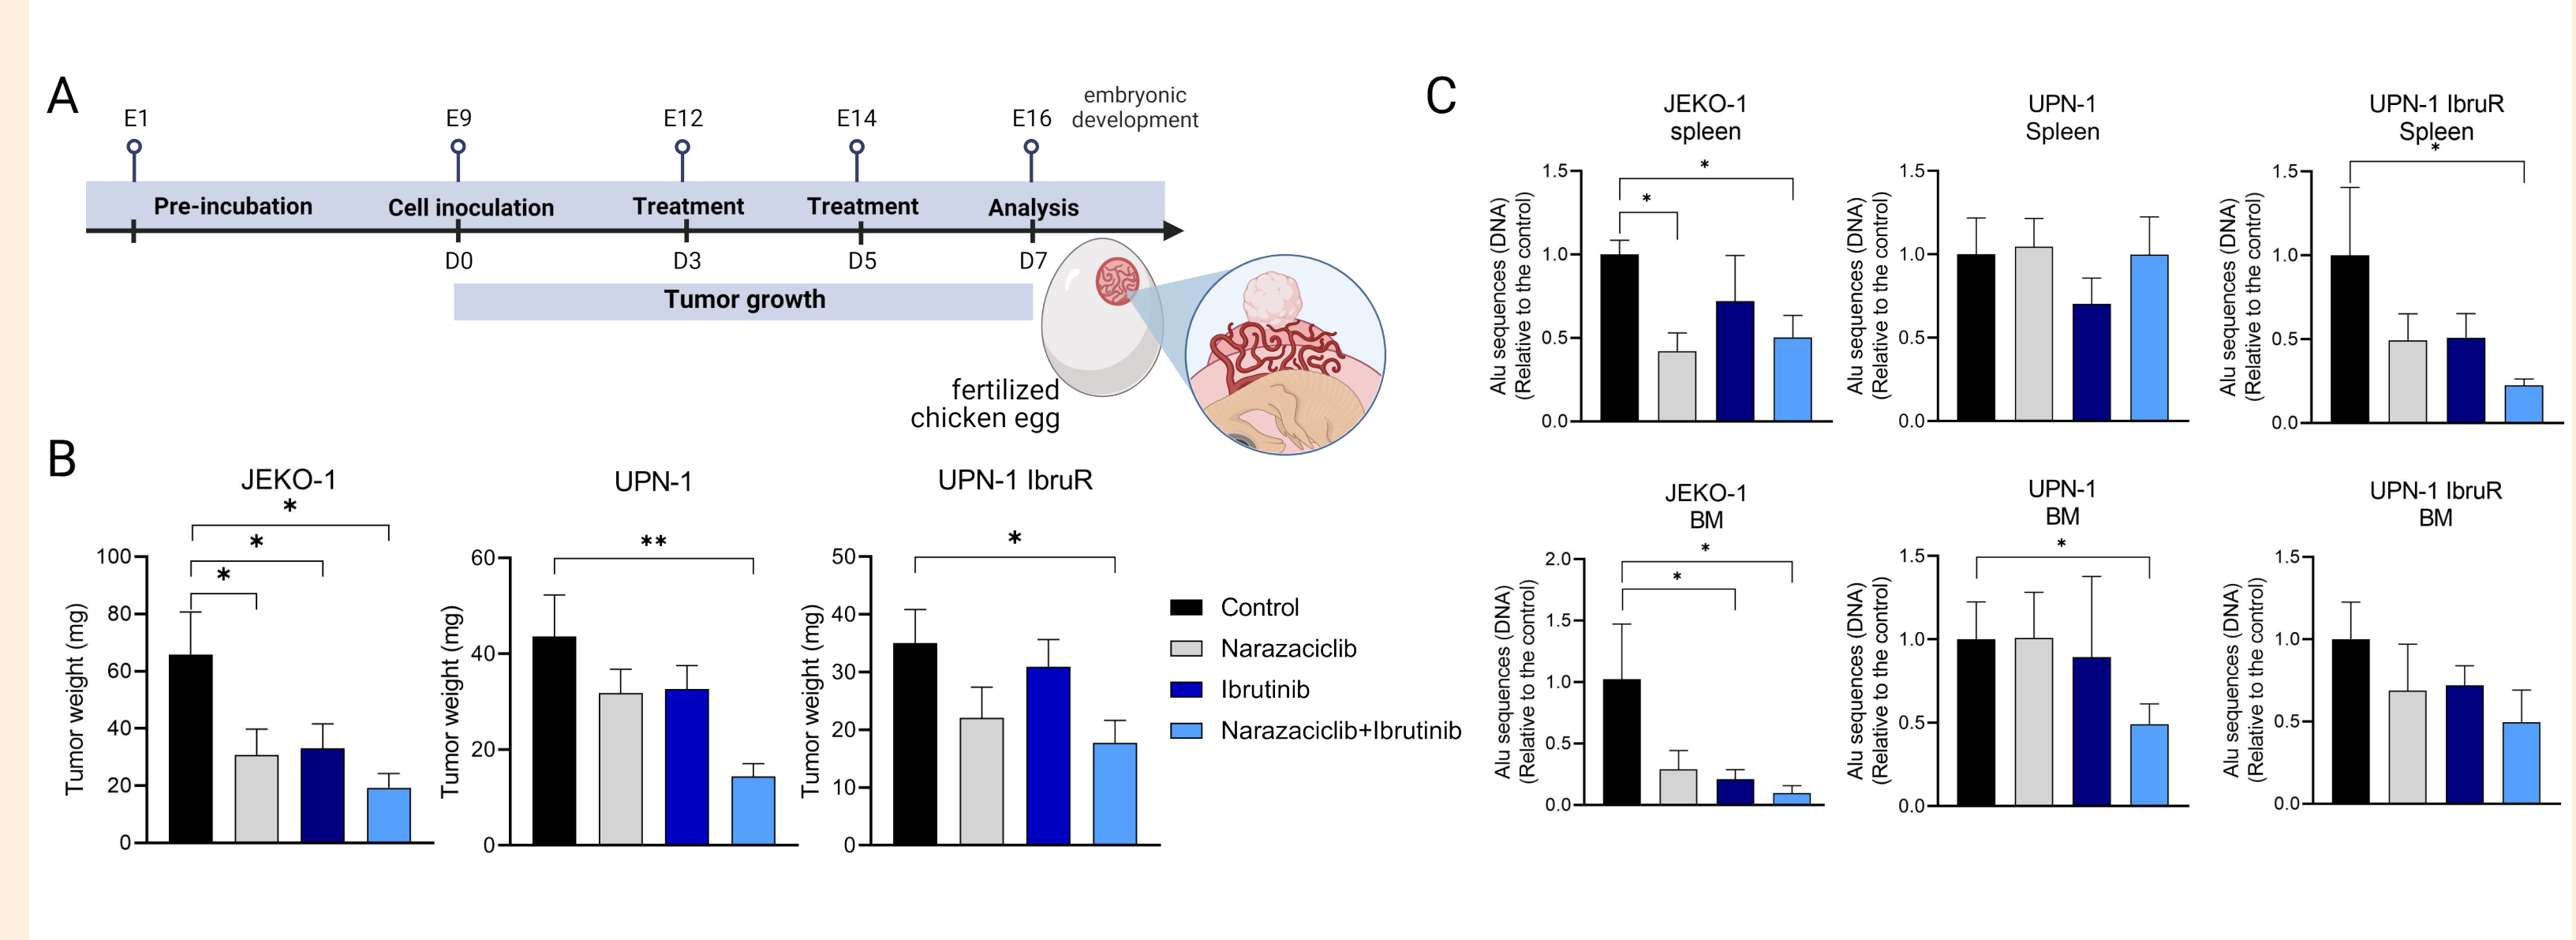 A
E1
E9
E12
E14
E16
embryonic
development
Pre-incubation
Cell inoculation
Treatment
Treatment
Analysis
D0
D3
D5
D7
Tumor growth
fertilized
chicken egg
B
JEKO-1
*
*
*
Tumor weight (mg)
100
80
60
40
20
0
UPN-1
**
Tumor weight (mg)
60
40
20
0
UPN-1 IbruR
*
Tumor weight (mg)
50
40
30
20
10
0
Control
Narazaciclib
Ibrutinib
Narazaciclib+Ibrutinib
C
JEKO-1
spleen
*
*
Alu sequences (DNA)
(Relative to the control)
1.5
1.0
0.5
0.0
UPN-1
Spleen
Alu sequences (DNA)
(Relative to the control)
1.5
1.0
0.5
0.0
UPN-1 IbruR
Spleen
*
Alu sequences (DNA)
(Relative to the control)
1.5
1.0
0.5
0.0
JEKO-1
BM
*
*
Alu sequences (DNA)
(Relative to the control)
2.0
1.5
1.0
0.5
0.0
UPN-1
BM
*
Alu sequences (DNA)
(Relative to the control)
1.5
1.0
0.5
0.0
UPN-1 IbruR
BM
Alu sequences (DNA)
(Relative to the control)
1.5
1.0
0.5
0.0